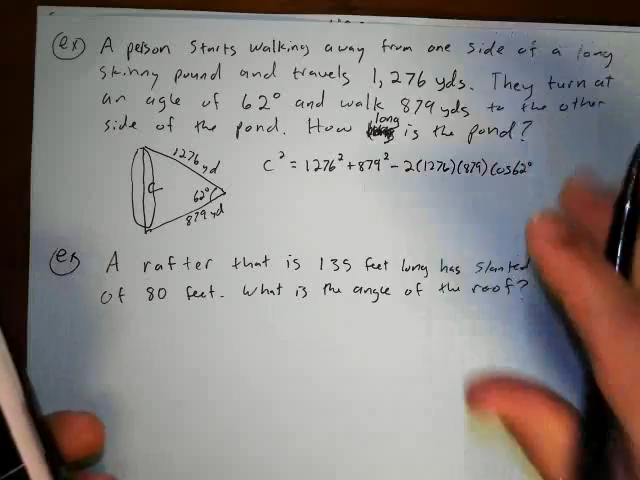 ex) A person starts walking away from one side of a long
skinny pound and travels 1,276 yds. They turn at
an agle of 62° and walk 879 yds to the other
side of the pond. How long is the pond?
1276 yd
C
62°
879 yd
C² = 1276² + 879² - 2(1276)(879) cos62°
ex) A rafter that is 135 feet long has slanted
of 80 feet. What is the angle of the roof?